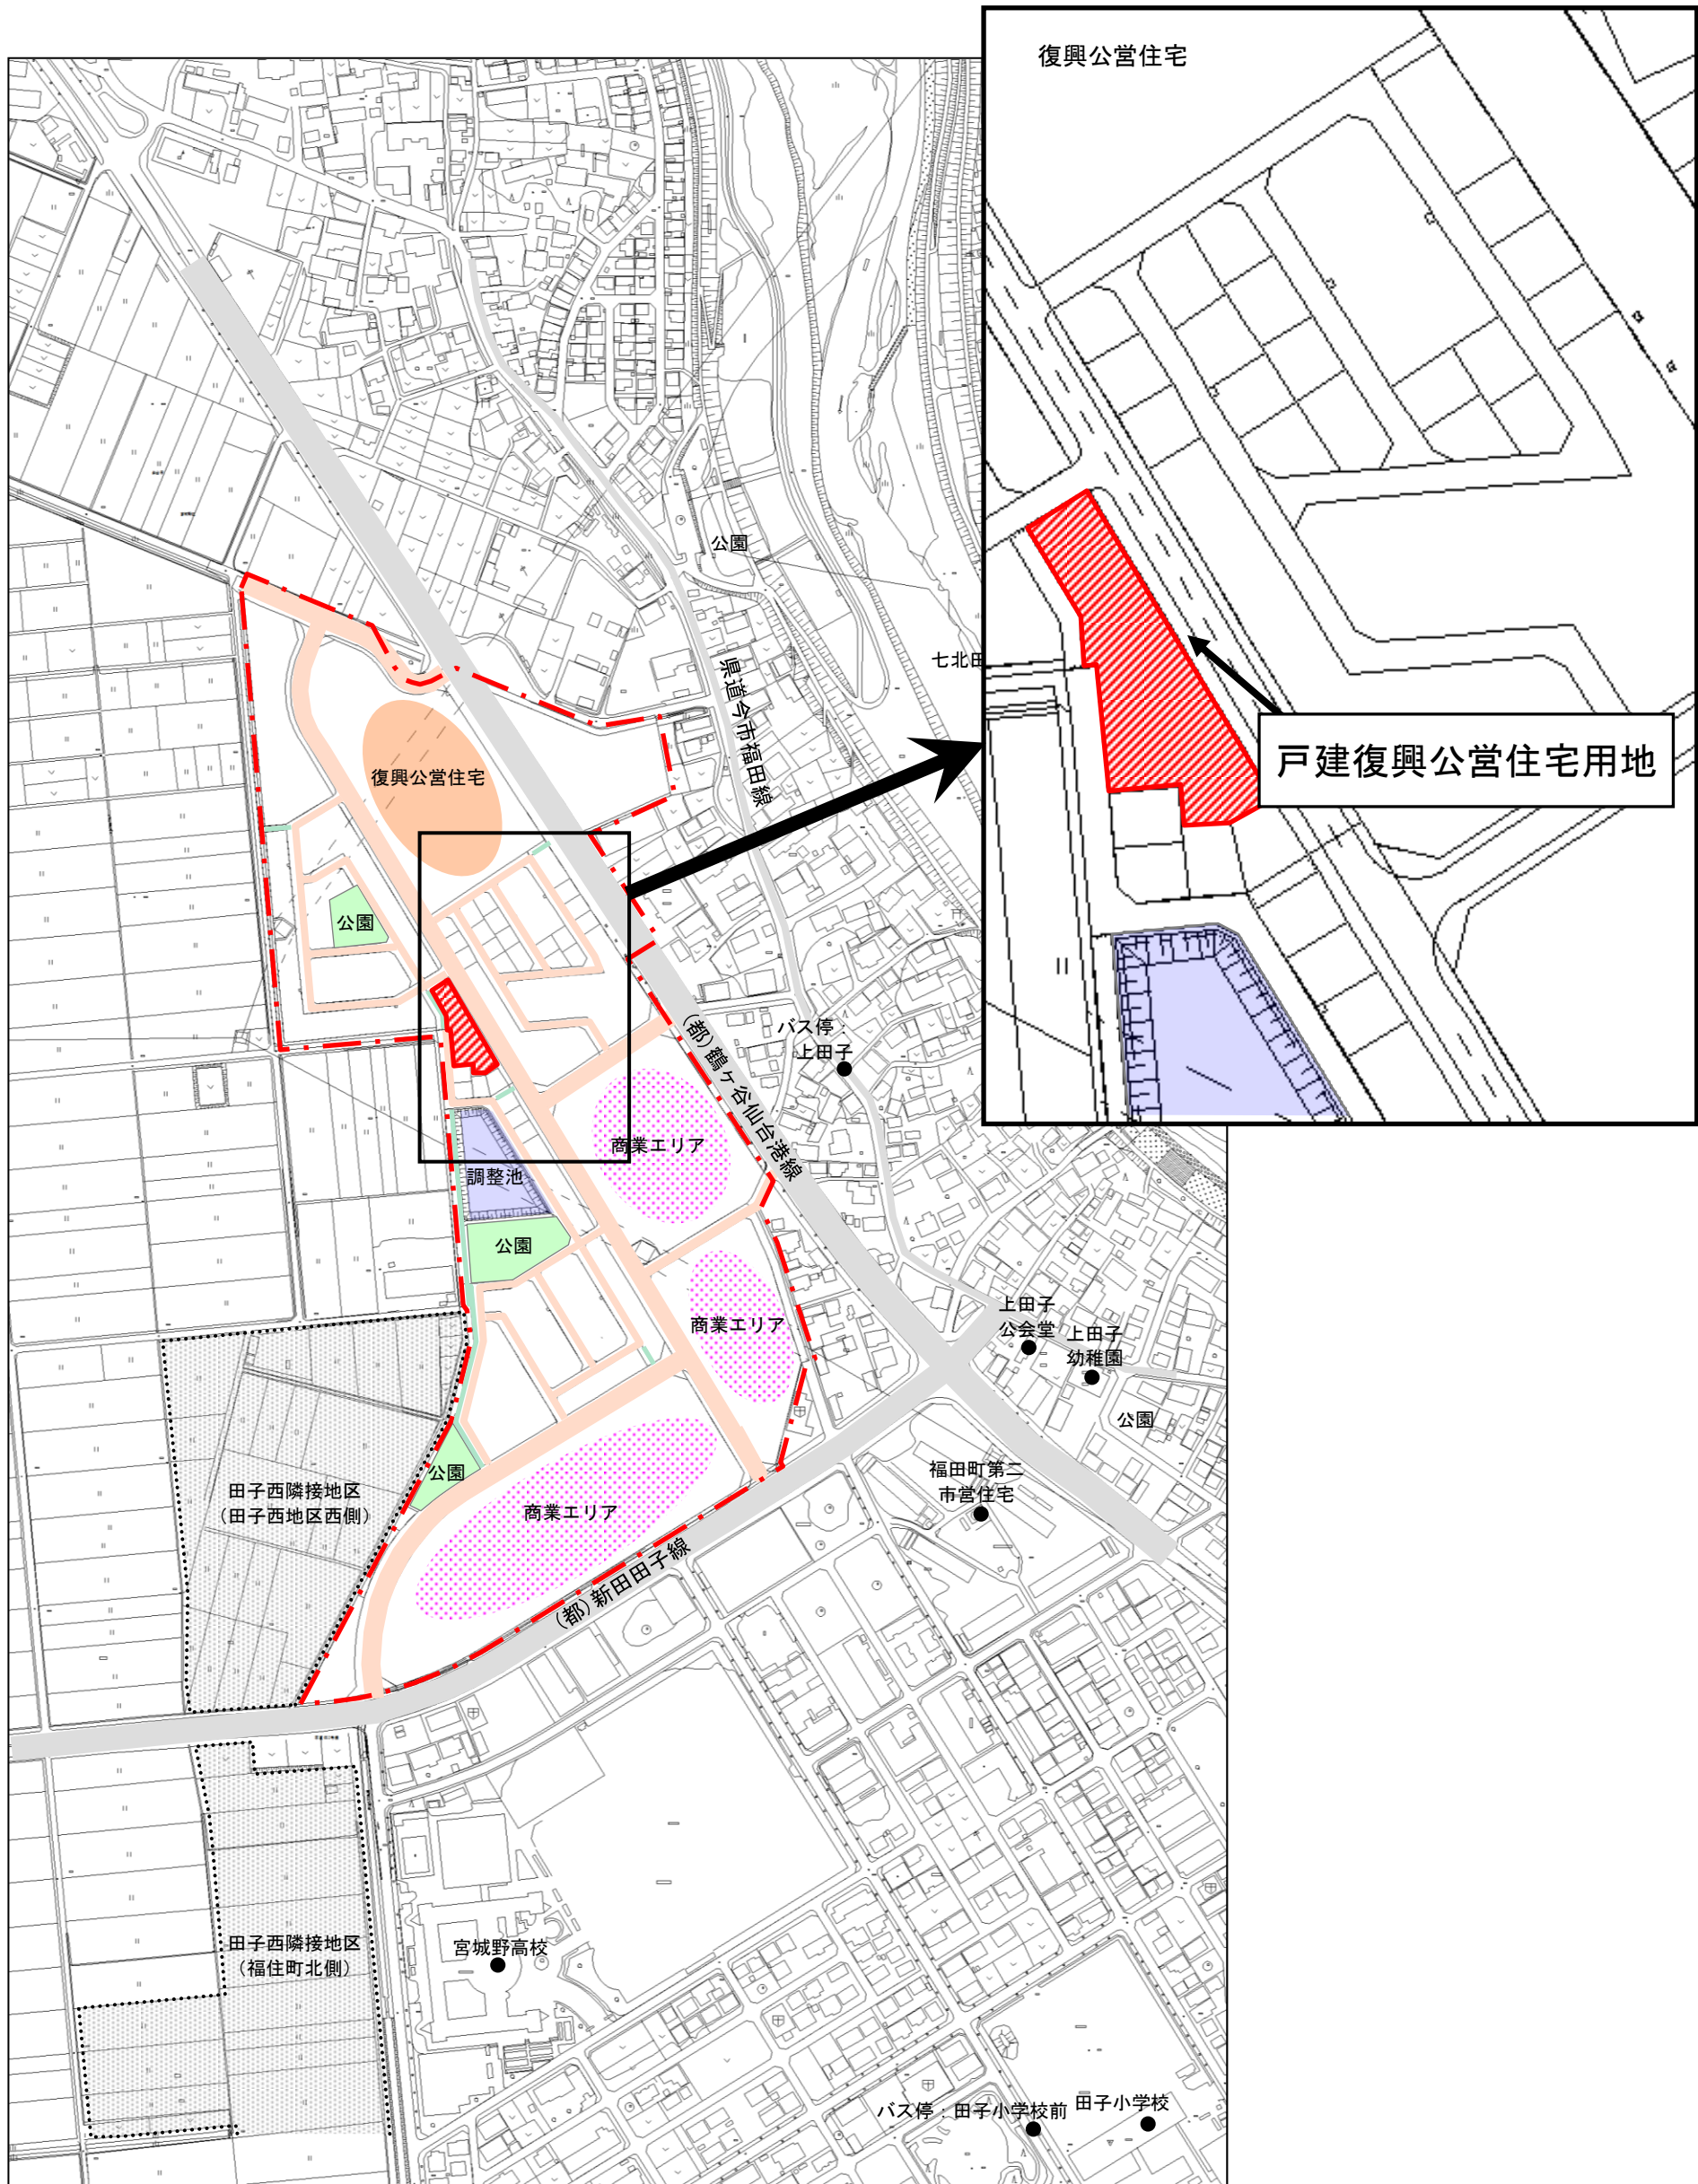 復興公営住宅
公園
七北田
県道今市福田線
復興公営住宅
戸建復興公営住宅用地
公園
(都)鶴ヶ谷仙台港線
バス停：
上田子
商業エリア
調整池
公園
商業エリア
上田子
公会堂
上田子
幼稚園
公園
公園
福田町第二
市営住宅
田子西隣接地区
(田子西地区西側)
商業エリア
(都)新田田子線
田子西隣接地区
(福住町北側)
宮城野高校
バス停：田子小学校前
田子小学校